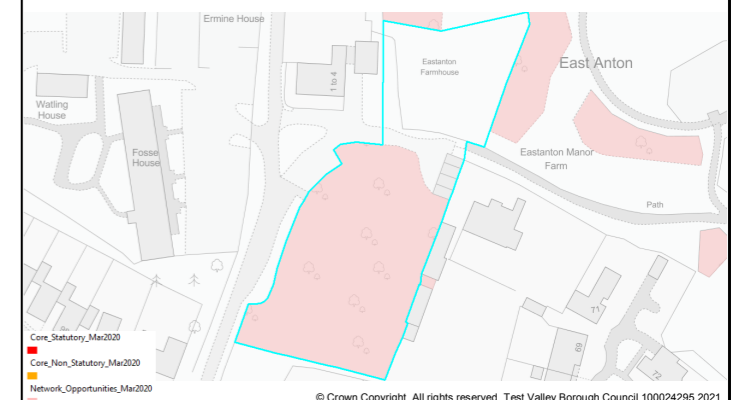 Ermine House
East Anton
Eastanton
Farmhouse
1 to 4
Watling
House
Fosse
House
Eastanton Manor
Farm
Path
71
69
72
Core_Statutory_Mar2020
Core_Non_Statutory_Mar2020
Network_Opportunities_Mar2020
© Crown Copyright. All rights reserved. Test Valley Borough Council 100024295 2021